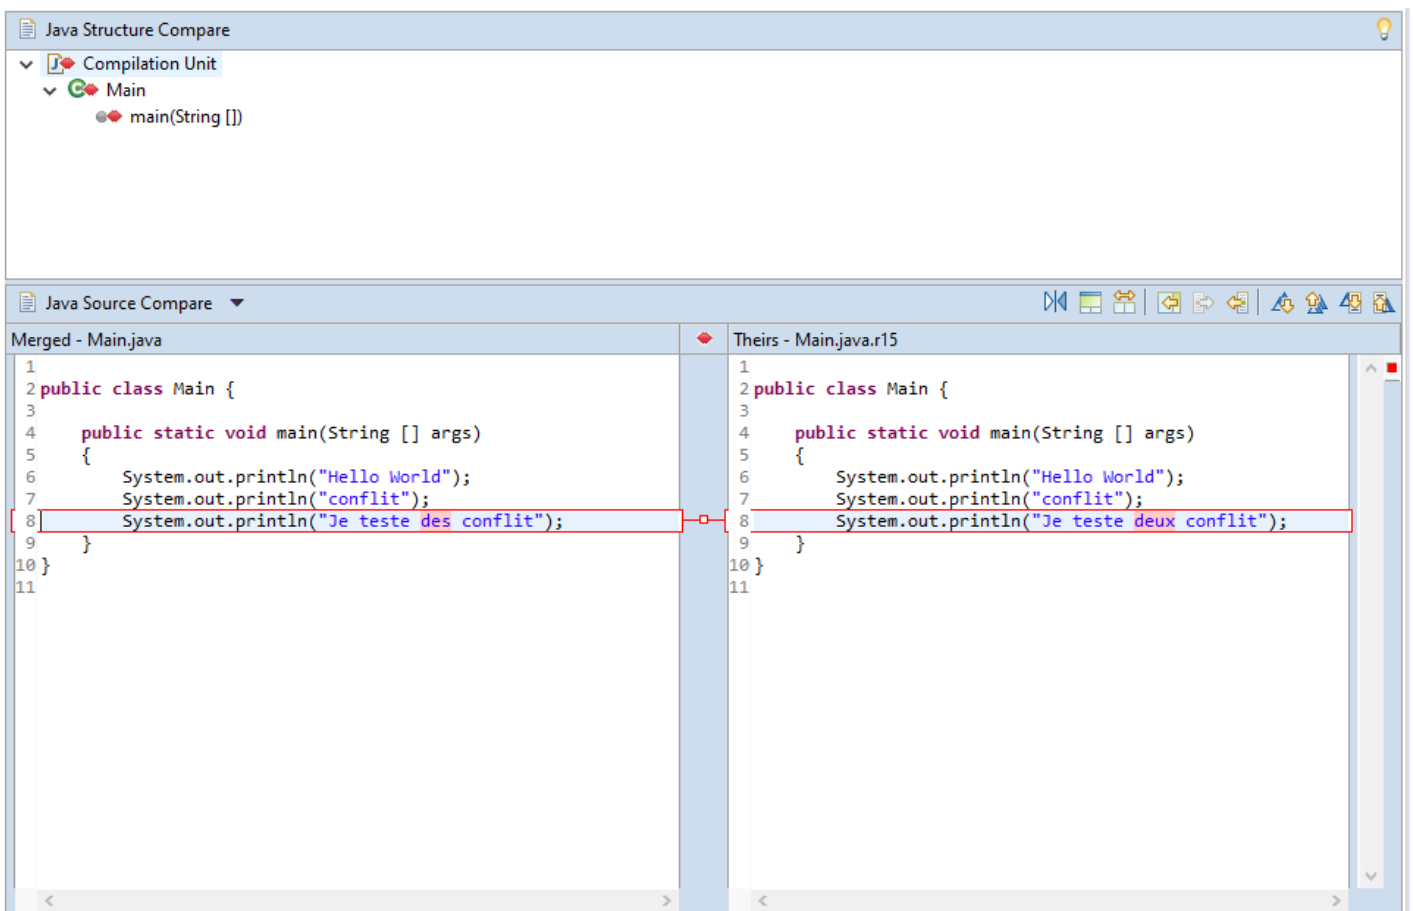 Java Structure Compare
Compilation Unit
Main
main(String [])
Java Source Compare
Merged - Main.java
1
2 public class Main {
3
4     public static void main(String [] args)
5     {
6         System.out.println("Hello World");
7         System.out.println("conflit");
8         System.out.println("Je teste des conflit");
9     }
10 }
11
Theirs - Main.java.r15
1
2 public class Main {
3
4     public static void main(String [] args)
5     {
6         System.out.println("Hello World");
7         System.out.println("conflit");
8         System.out.println("Je teste deux conflit");
9     }
10 }
11